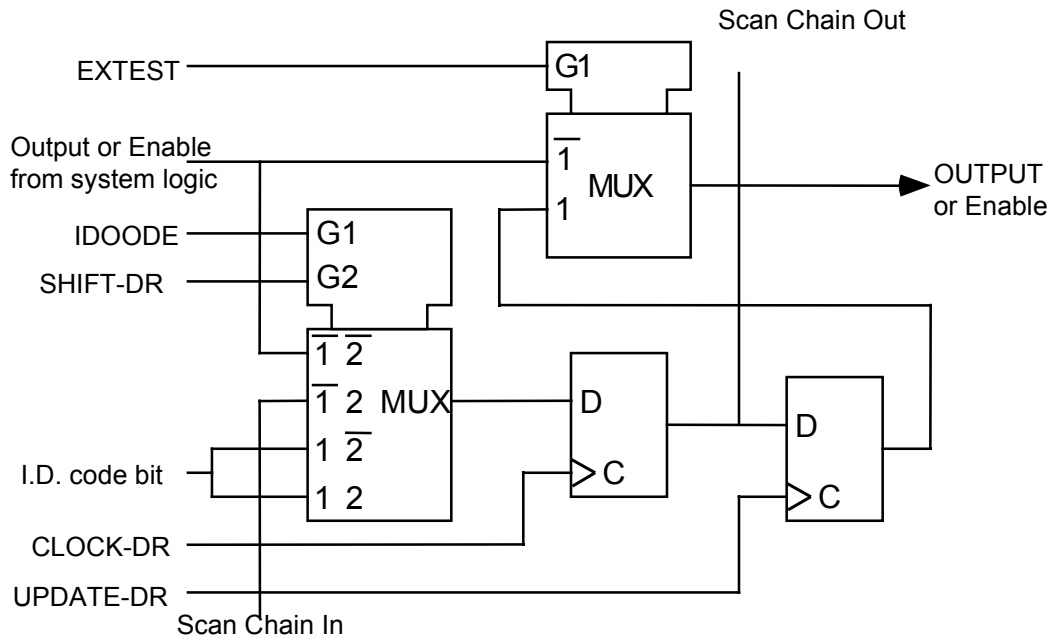 Scan Chain Out
EXTEST
G1
Output or Enable
from system logic
1̅
MUX
1
OUTPUT
or Enable
IDOODE
G1
SHIFT-DR
G2
1̅ 2̅
1̅ 2 MUX
D
1 2̅
D
I.D. code bit
C
1 2
C
CLOCK-DR
UPDATE-DR
Scan Chain In